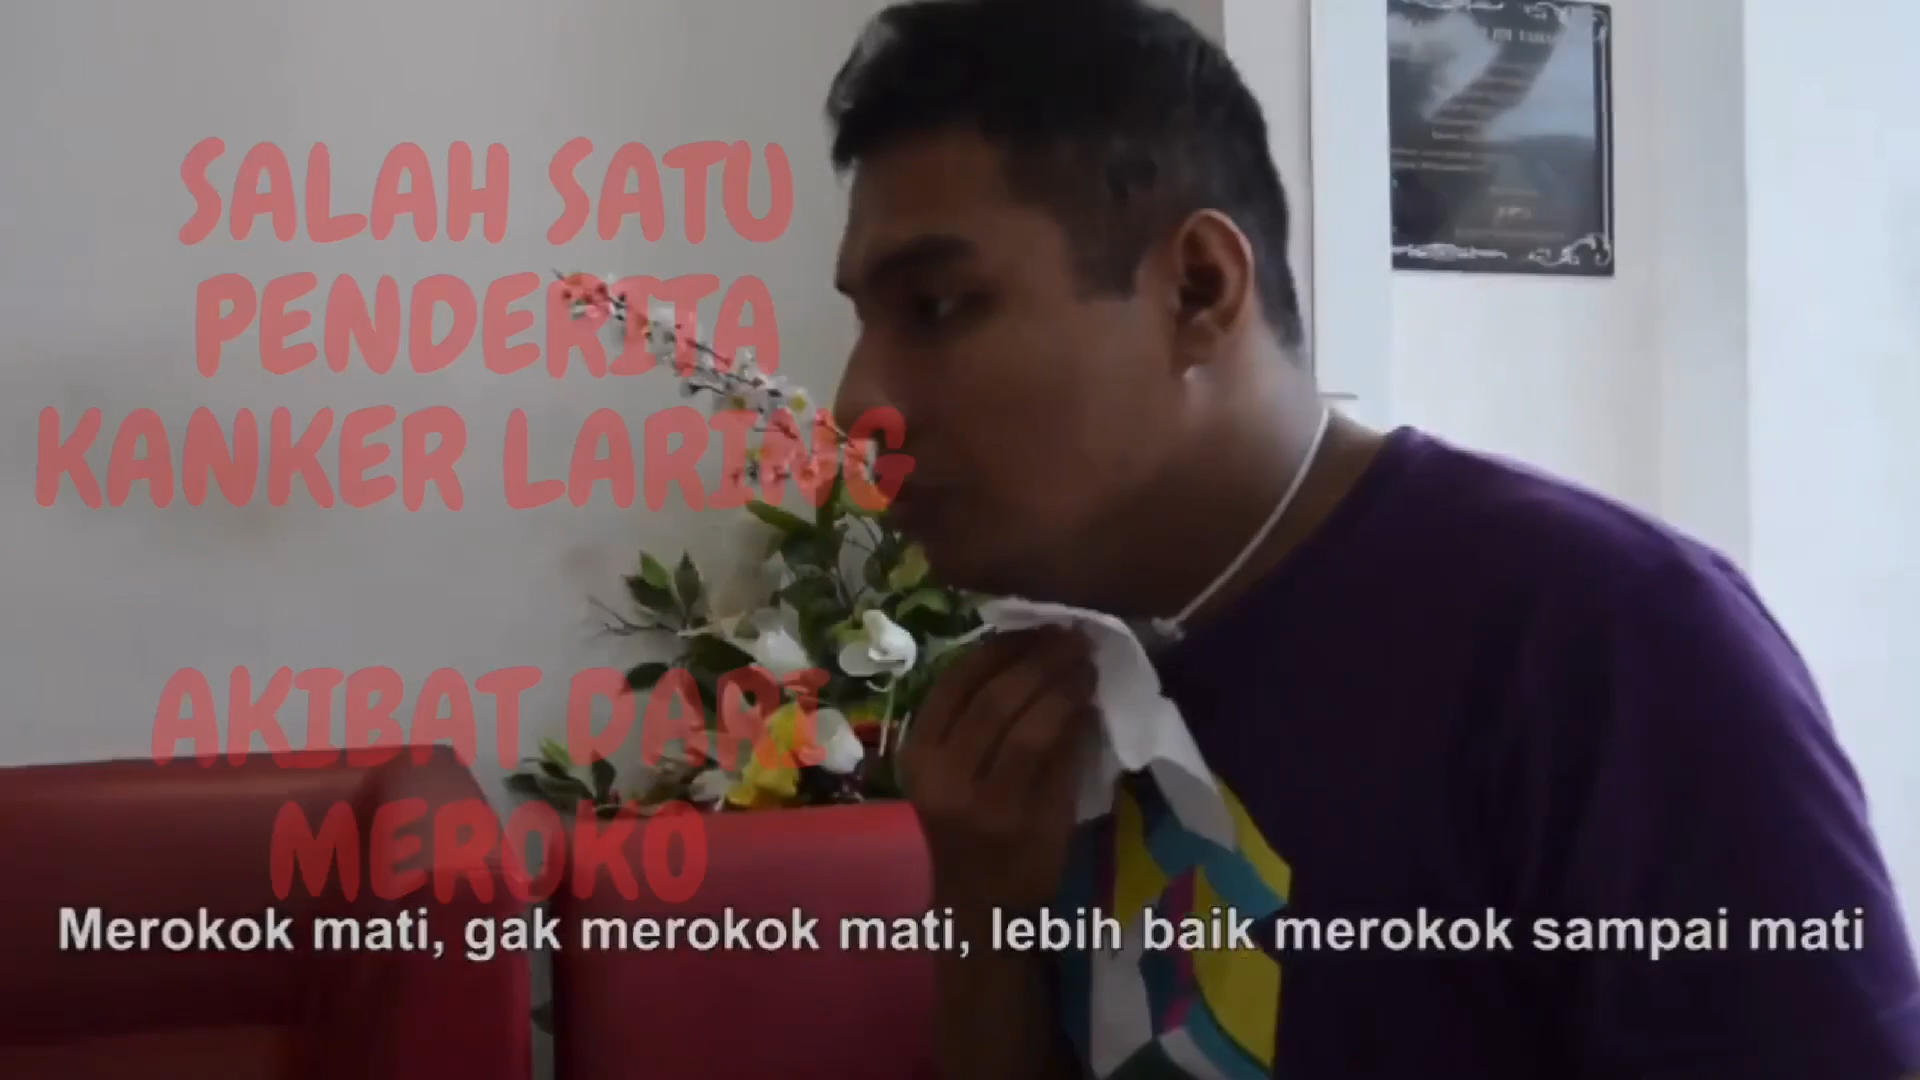 SALAH SATU
PENDERITA
KANKER LARING
AKIBAT DARI
MEROKO
Merokok mati, gak merokok mati, lebih baik merokok sampai mati